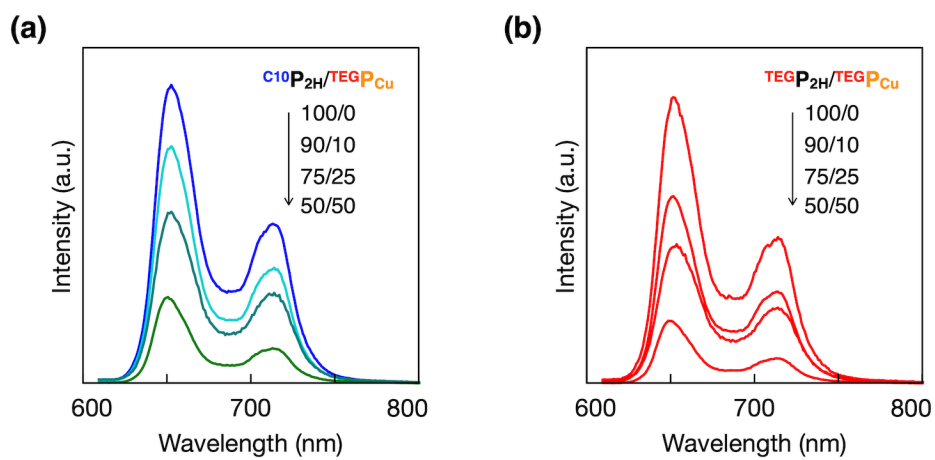 (a)
C10P2H/TEGPCu
100/0
90/10
75/25
50/50
Intensity (a.u.)
600 700 800
Wavelength (nm)
(b)
TEGP2H/TEGPCu
100/0
90/10
75/25
50/50
Intensity (a.u.)
600 700 800
Wavelength (nm)